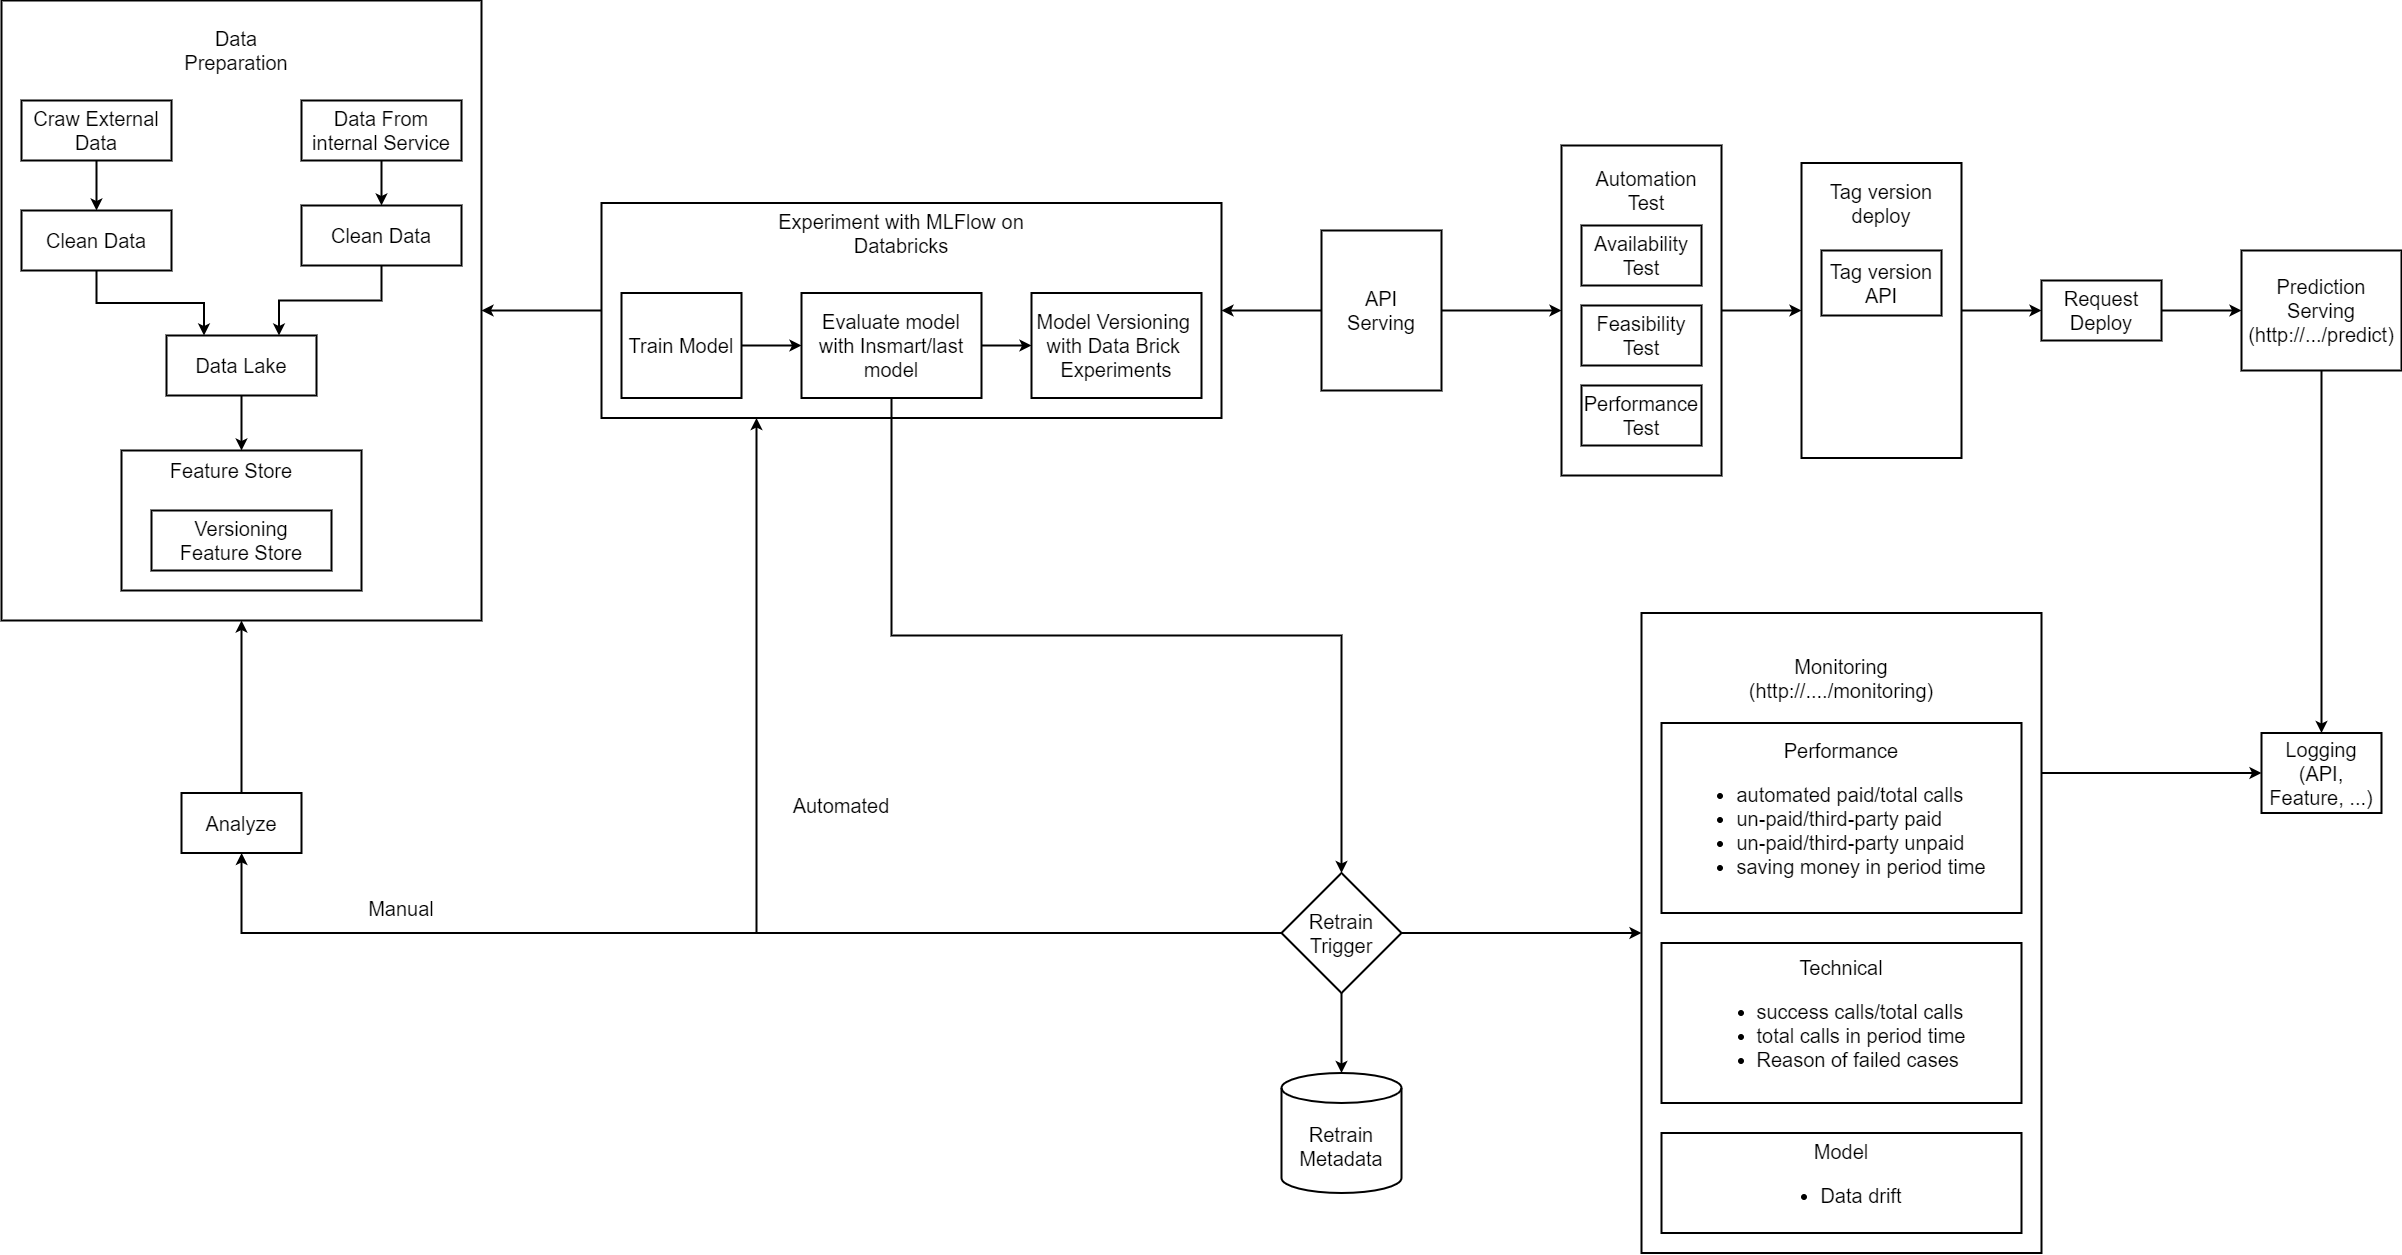 Data
Preparation
Craw External
Data
Data From
internal Service
Clean Data
Clean Data
Data Lake
Feature Store
Versioning
Feature Store
Experiment with MLFlow on
Databricks
Train Model
Evaluate model
with Insmart/last
model
Model Versioning
with Data Brick
Experiments
API
Serving
Automation
Test
Availability
Test
Feasibility
Test
Performance
Test
Tag version
deploy
Tag version
API
Request
Deploy
Prediction
Serving
(http://.../predict)
Analyze
Manual
Automated
Retrain
Trigger
Retrain
Metadata
Monitoring
(http://..../monitoring)
Performance
• automated paid/total calls
• un-paid/third-party paid
• un-paid/third-party unpaid
• saving money in period time
Technical
• success calls/total calls
• total calls in period time
• Reason of failed cases
Model
• Data drift
Logging
(API,
Feature, ...)